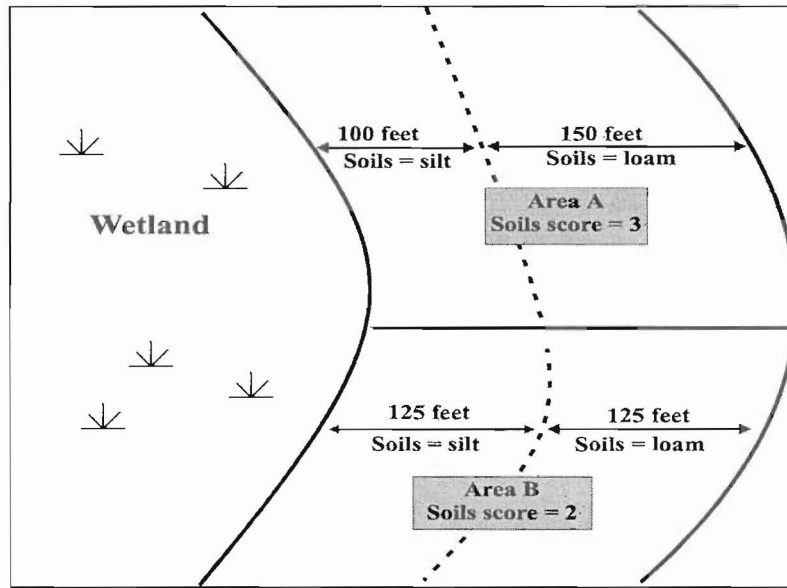 100 feet
Soils = silt
150 feet
Soils = loam
Area A
Soils score = 3
Wetland
125 feet
Soils = silt
125 feet
Soils = loam
Area B
Soils score = 2